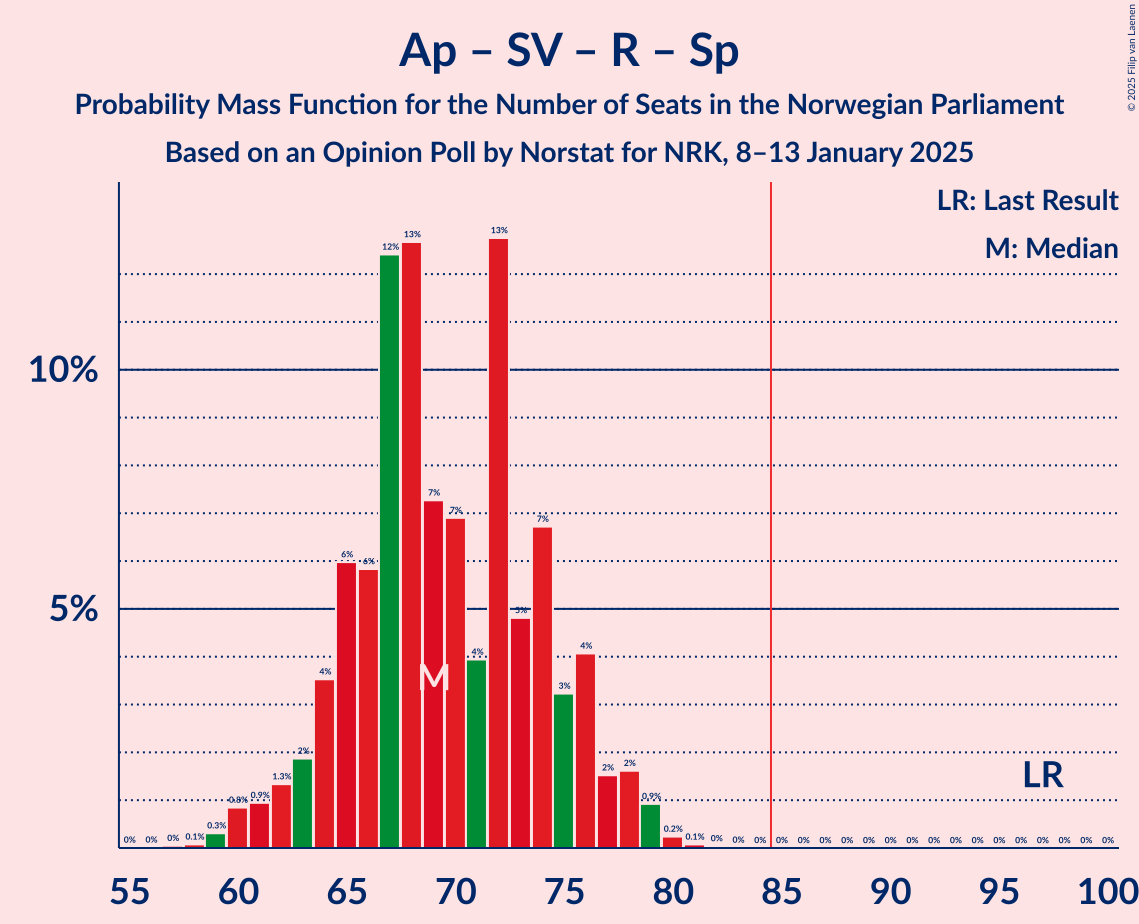 Ap – SV – R – Sp
Probability Mass Function for the Number of Seats in the Norwegian Parliament
Based on an Opinion Poll by Norstat for NRK, 8–13 January 2025
© 2025 Filip van Laenen
LR: Last Result
M: Median
10%
5%
0% 0% 0% 0.1% 0.3% 0.8% 0.9% 1.3% 2% 4% 6% 6% 12% 13% 7% 7% 4% 13% 5% 7% 3% 4% 2% 2% 0.9% 0.2% 0.1% 0% 0% 0% 0% 0% 0% 0% 0% 0% 0% 0% 0% 0% 0% 0% 0% 0% 0% 0%
M
LR
55 60 65 70 75 80 85 90 95 100